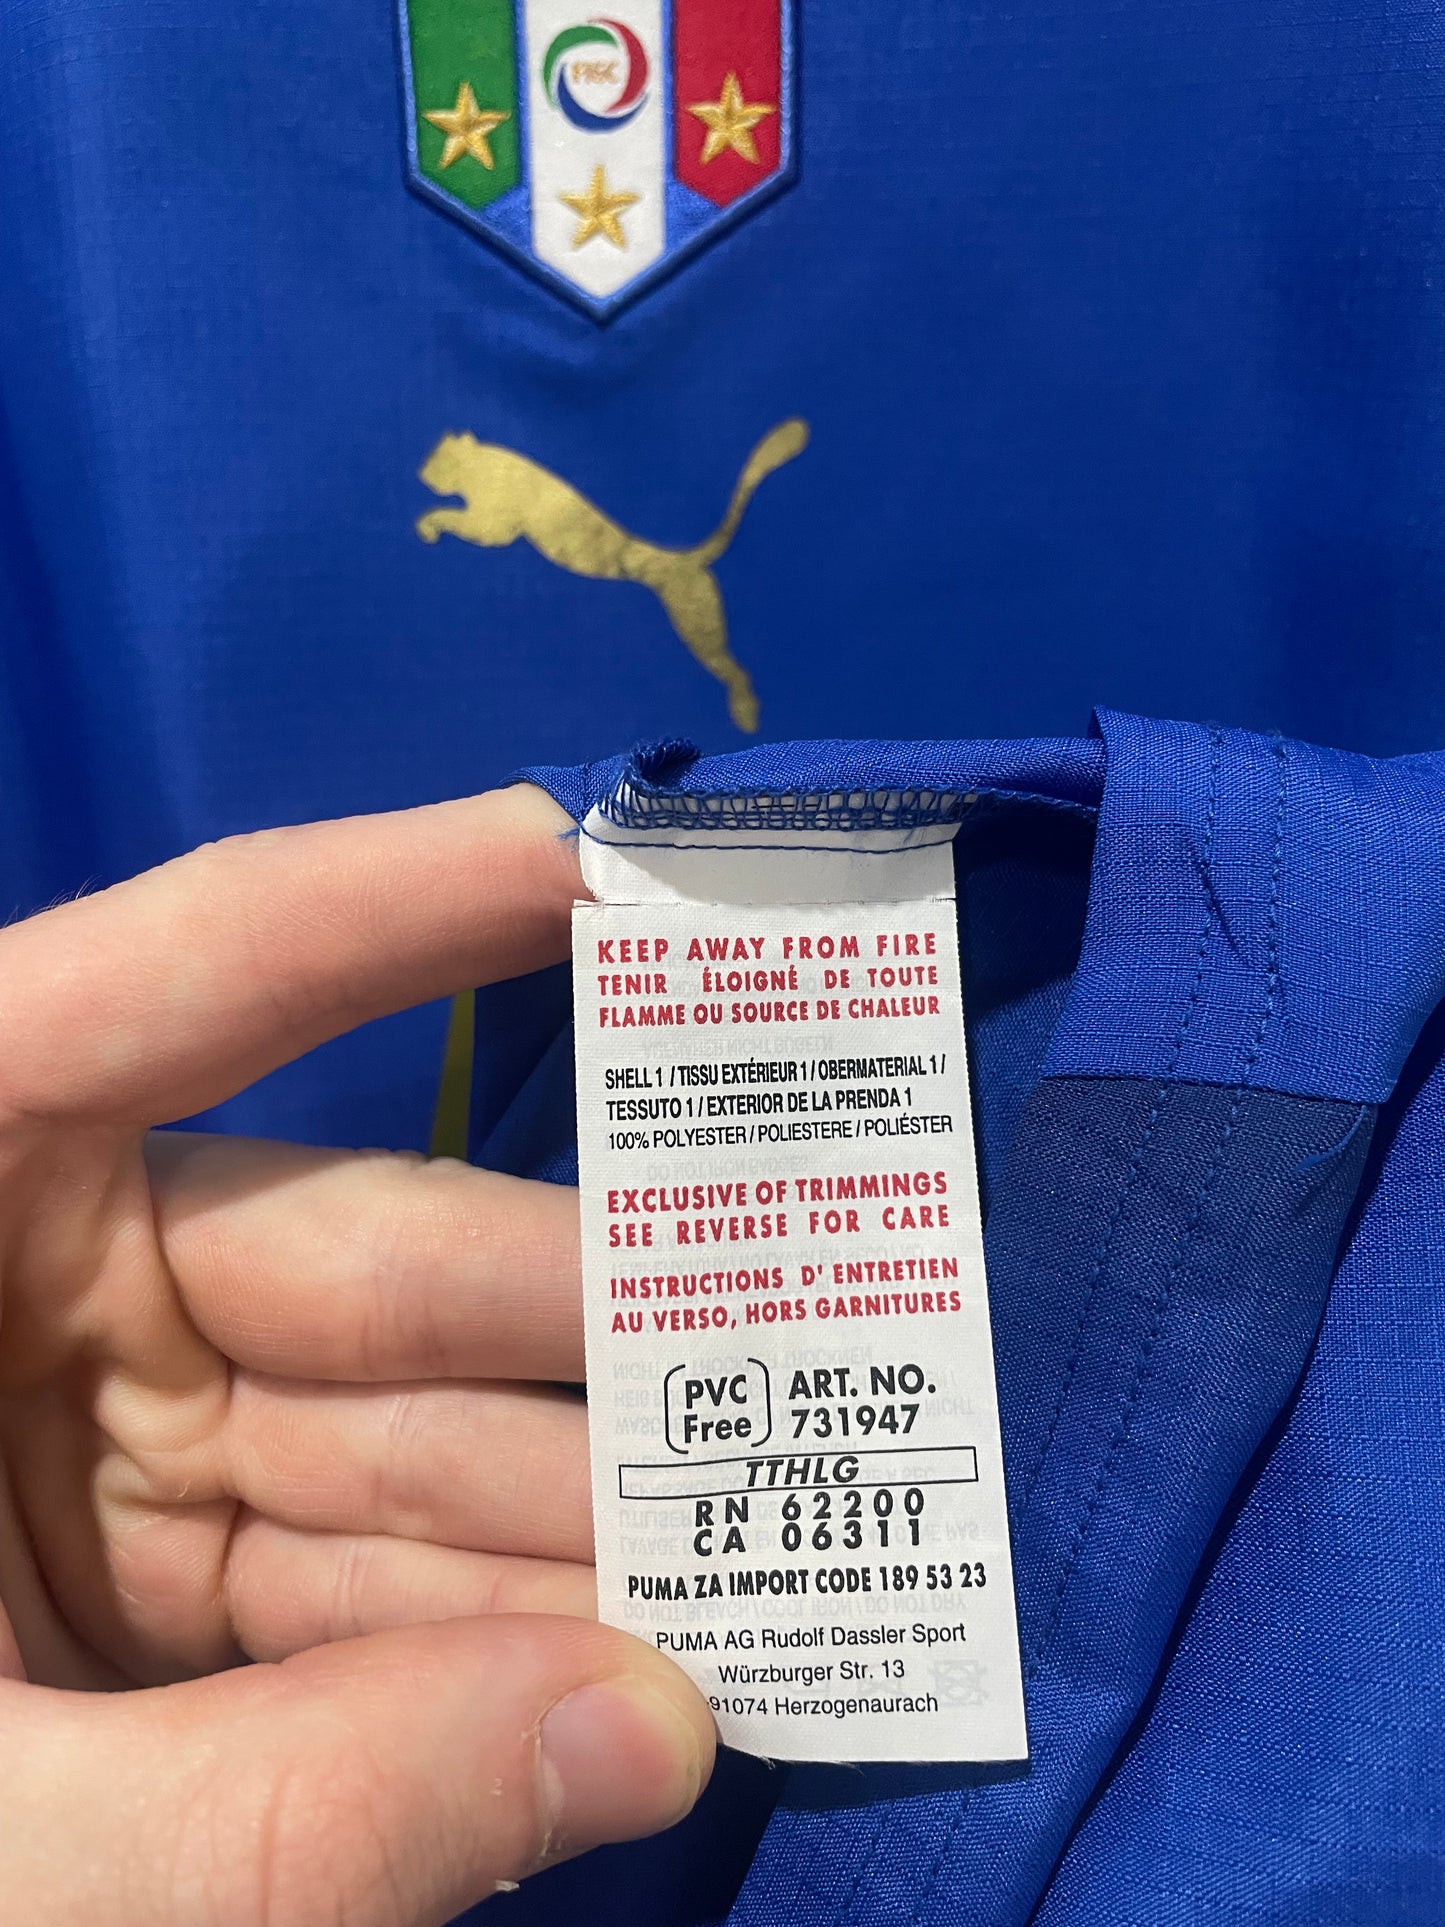 FIGC
KEEP AWAY FROM FIRE
TENIR ÉLOIGNÉ DE TOUTE
FLAMME OU SOURCE DE CHALEUR
SHELL 1 / TISSU EXTÉRIEUR 1 / OBERMATERIAL 1 /
TESSUTO 1 / EXTERIOR DE LA PRENDA 1
100% POLYESTER / POLIESTERE / POLIÉSTER
EXCLUSIVE OF TRIMMINGS
SEE REVERSE FOR CARE
INSTRUCTIONS D' ENTRETIEN
AU VERSO, HORS GARNITURES
PVC Free
ART. NO.
731947
TTHLG
RN 62200
CA 06311
PUMA ZA IMPORT CODE 189 53 23
PUMA AG Rudolf Dassler Sport
Würzburger Str. 13
91074 Herzogenaurach